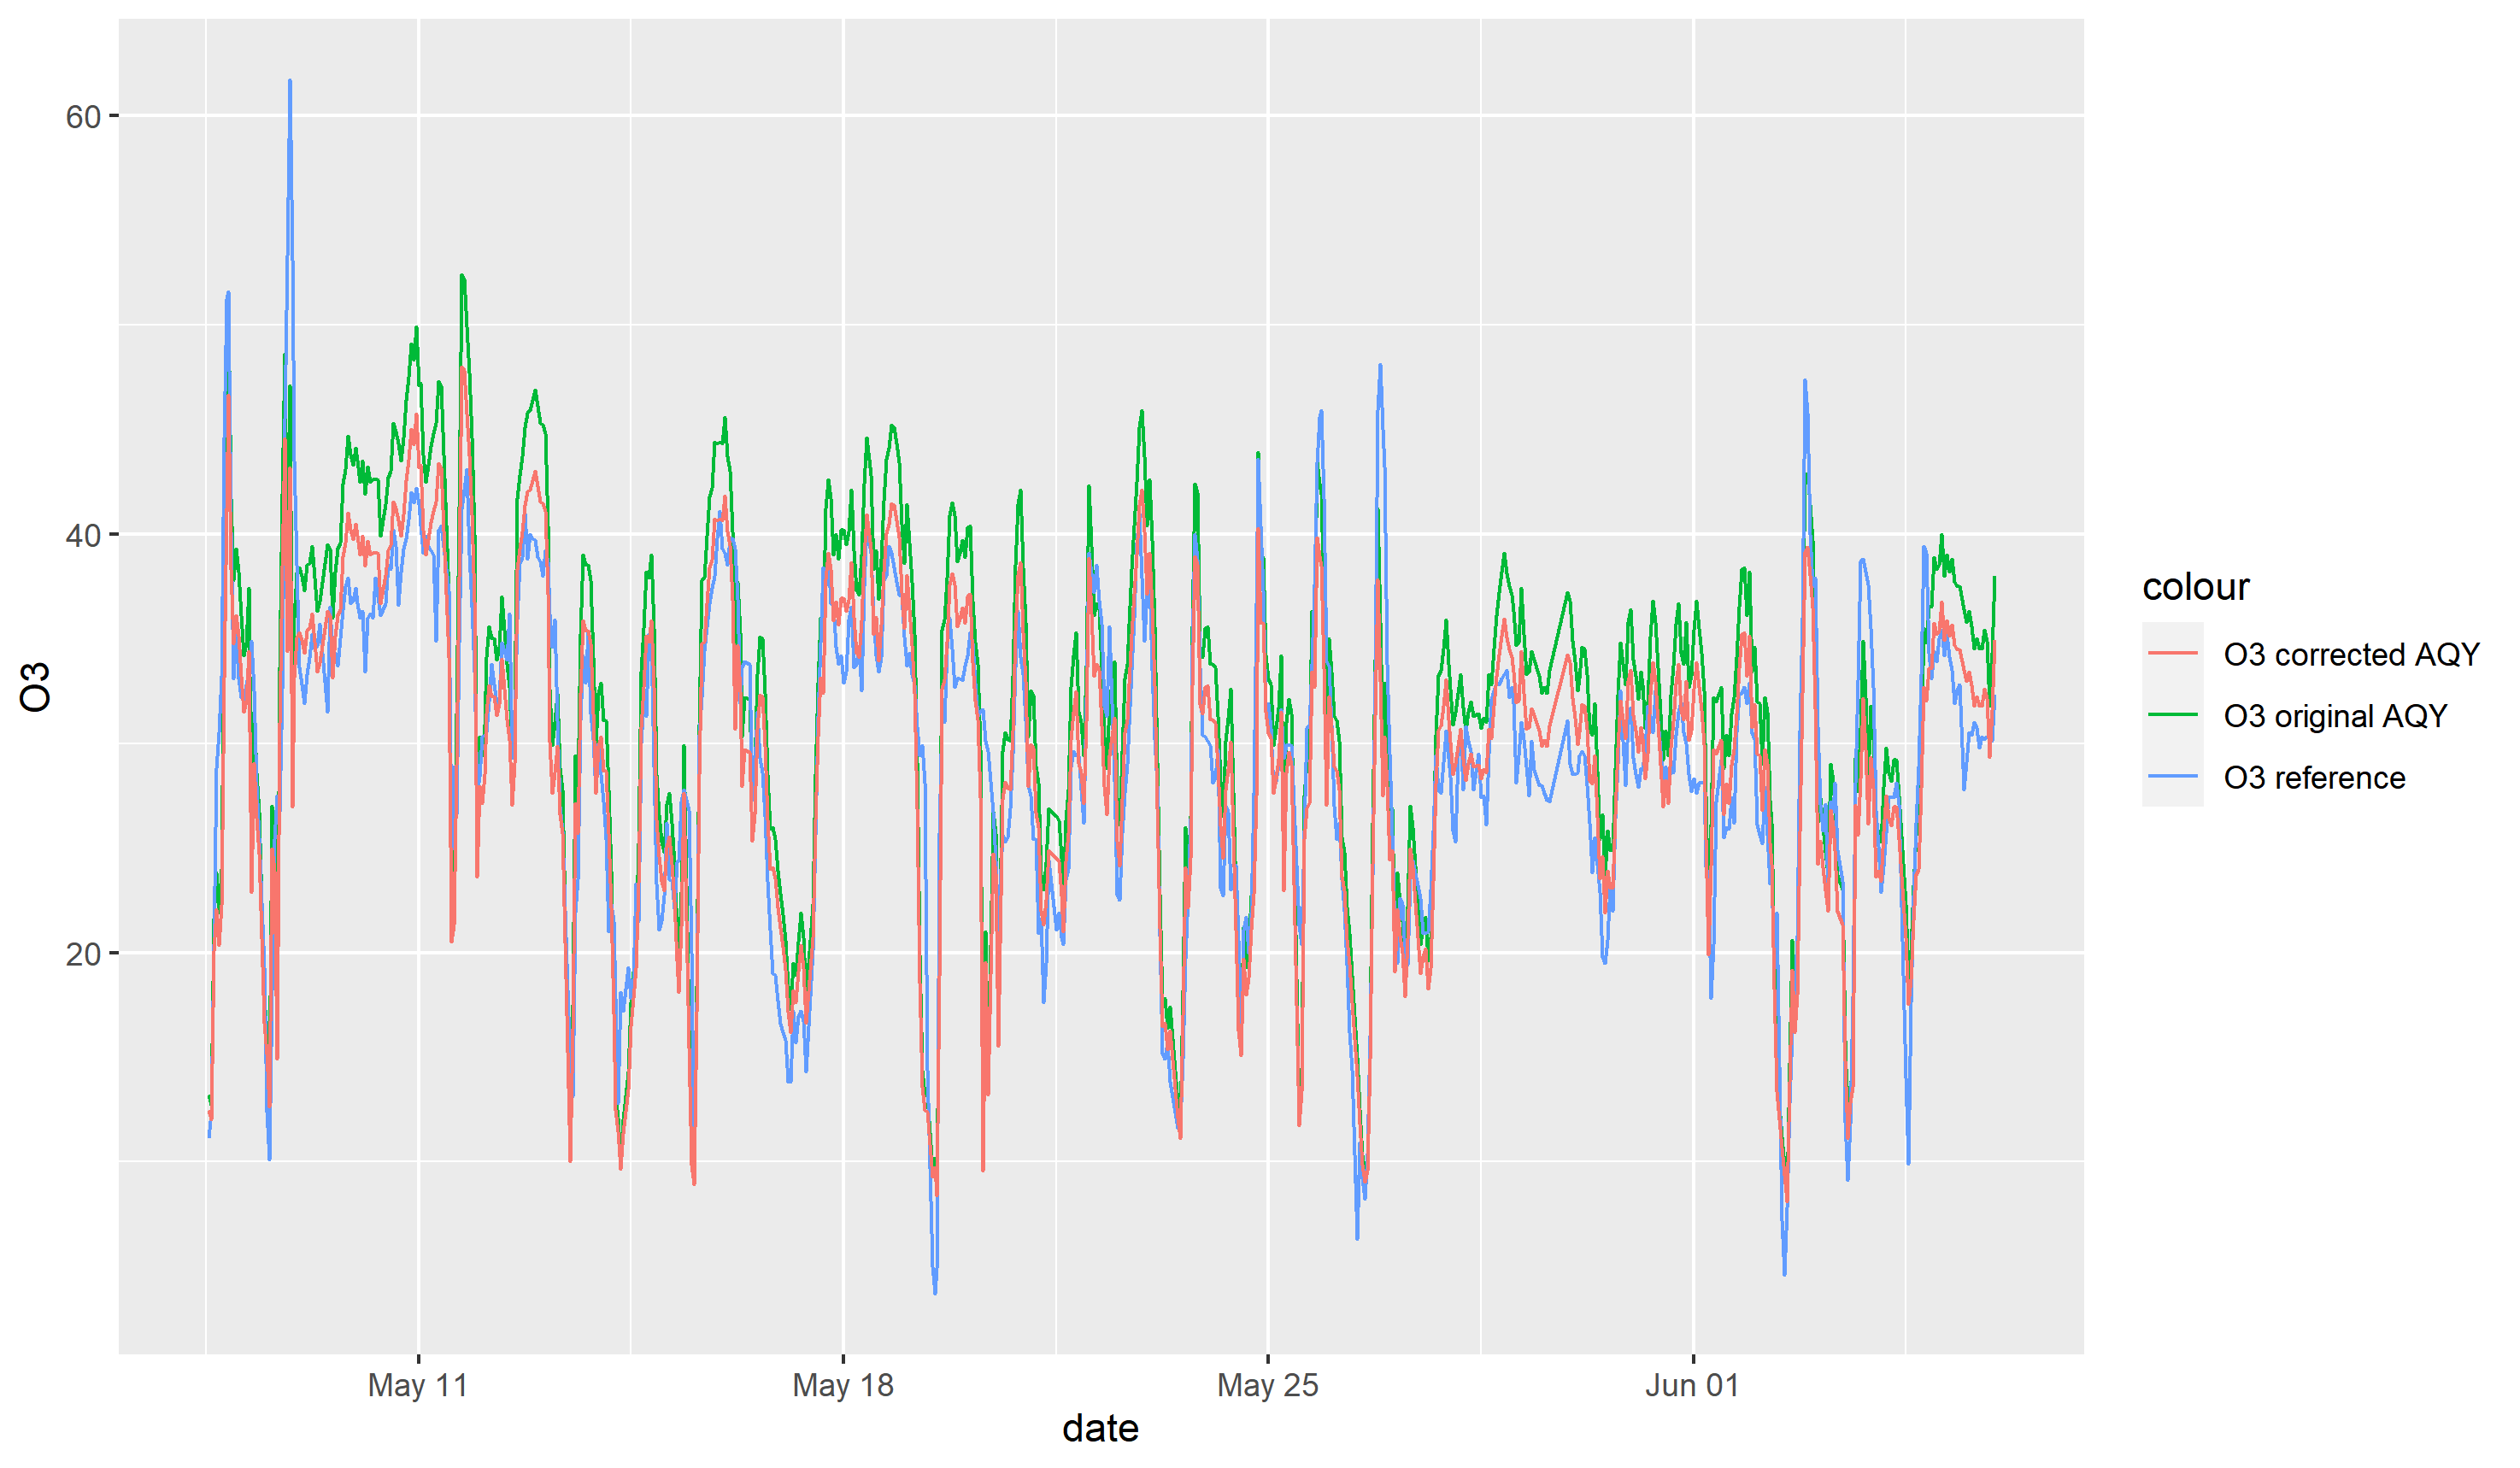 60
40
20
O3
May 11
May 18
May 25
Jun 01
date
colour
O3 corrected AQY
O3 original AQY
O3 reference